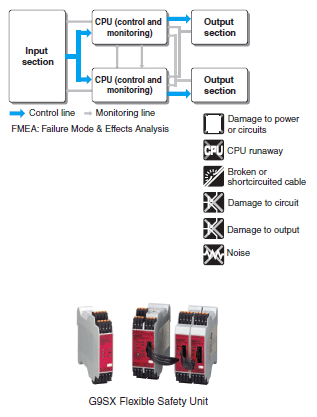 Input
section
CPU (control and
monitoring)
Output
section
CPU (control and
monitoring)
Output
section
Control line
Monitoring line
FMEA: Failure Mode & Effects Analysis
Damage to power
or circuits
CPU
CPU runaway
Broken or
shortcircuited cable
Damage to circuit
Damage to output
Noise
G9SX Flexible Safety Unit